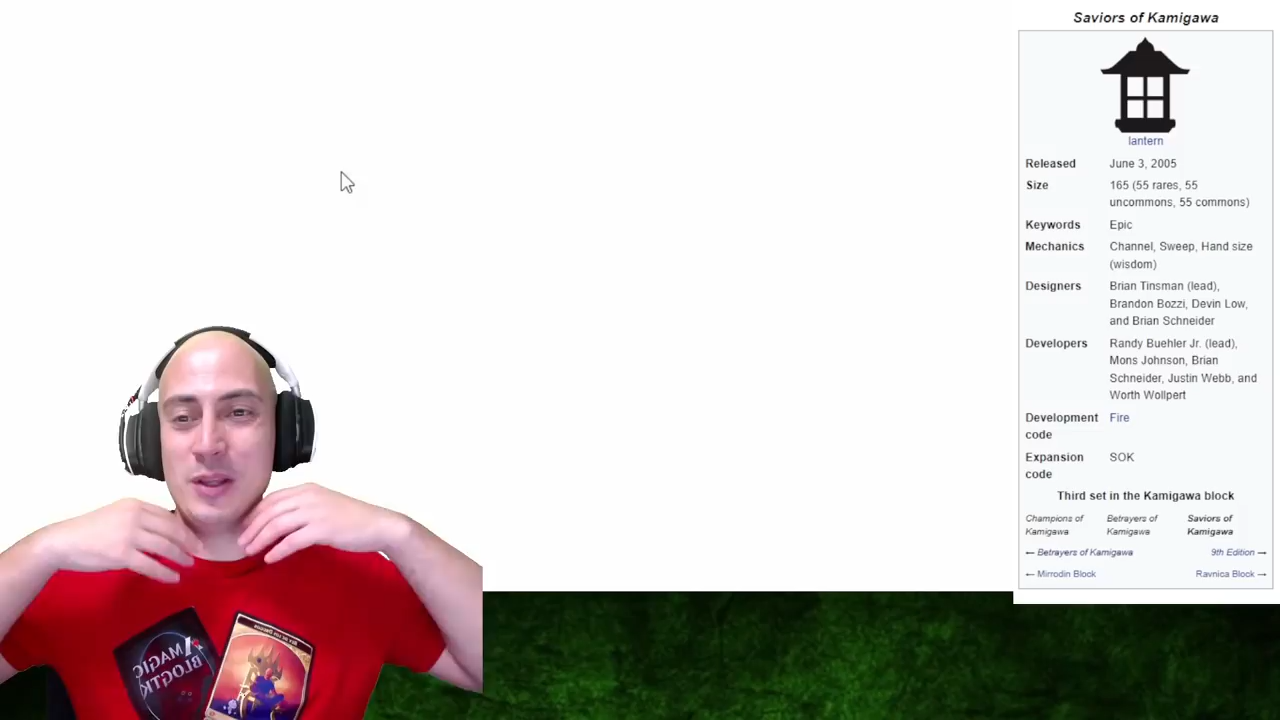 Saviors of Kamigawa
lantern
Released June 3, 2005
Size 165 (55 rares, 55
uncommons, 55 commons)
Keywords Epic
Mechanics Channel, Sweep, Hand size
(wisdom)
Designers Brian Tinsman (lead),
Brandon Bozzi, Devin Low,
and Brian Schneider
Developers Randy Buehler Jr. (lead),
Mons Johnson, Brian
Schneider, Justin Webb, and
Worth Wollpert
Development Fire
code
Expansion SOK
code
Third set in the Kamigawa block
Champions of Betrayers of Saviors of
Kamigawa Kamigawa Kamigawa
← Betrayers of Kamigawa 9th Edition →
← Mirrodin Block Ravnica Block →
MAGIC